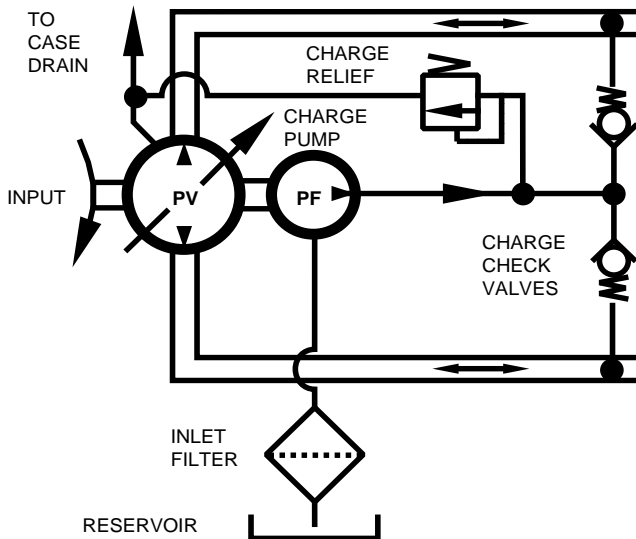 TO
CASE
DRAIN
CHARGE
RELIEF
CHARGE
PUMP
INPUT
PV
PF
CHARGE
CHECK
VALVES
INLET
FILTER
RESERVOIR